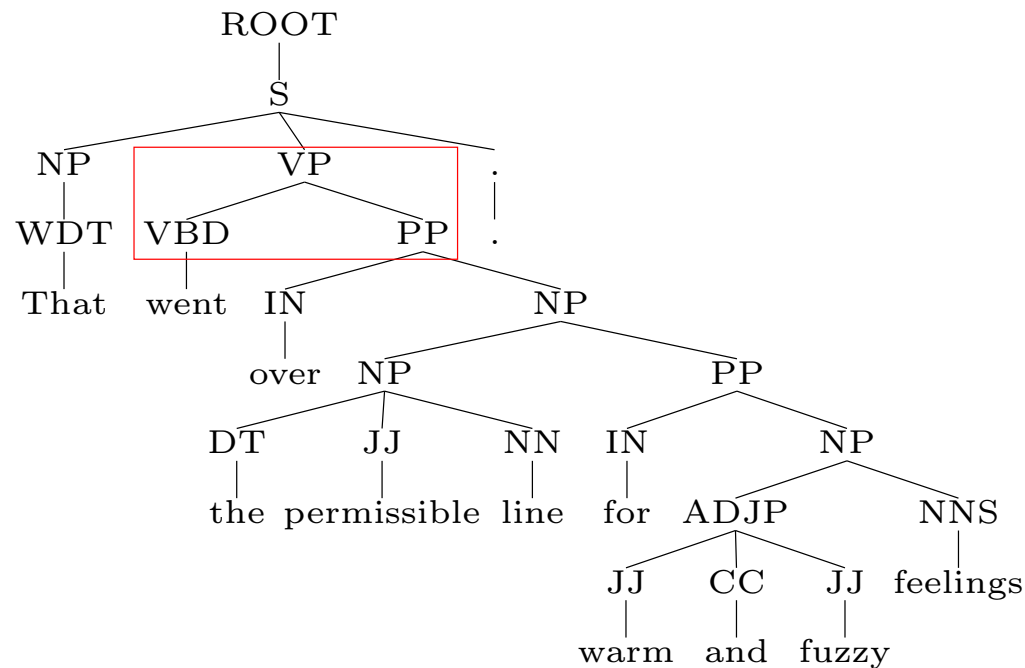 ROOT
S
NP VP .
WDT VBD PP .
That went IN NP
over NP PP
DT JJ NN IN NP
the permissible line for ADJP NNS
JJ CC JJ feelings
warm and fuzzy